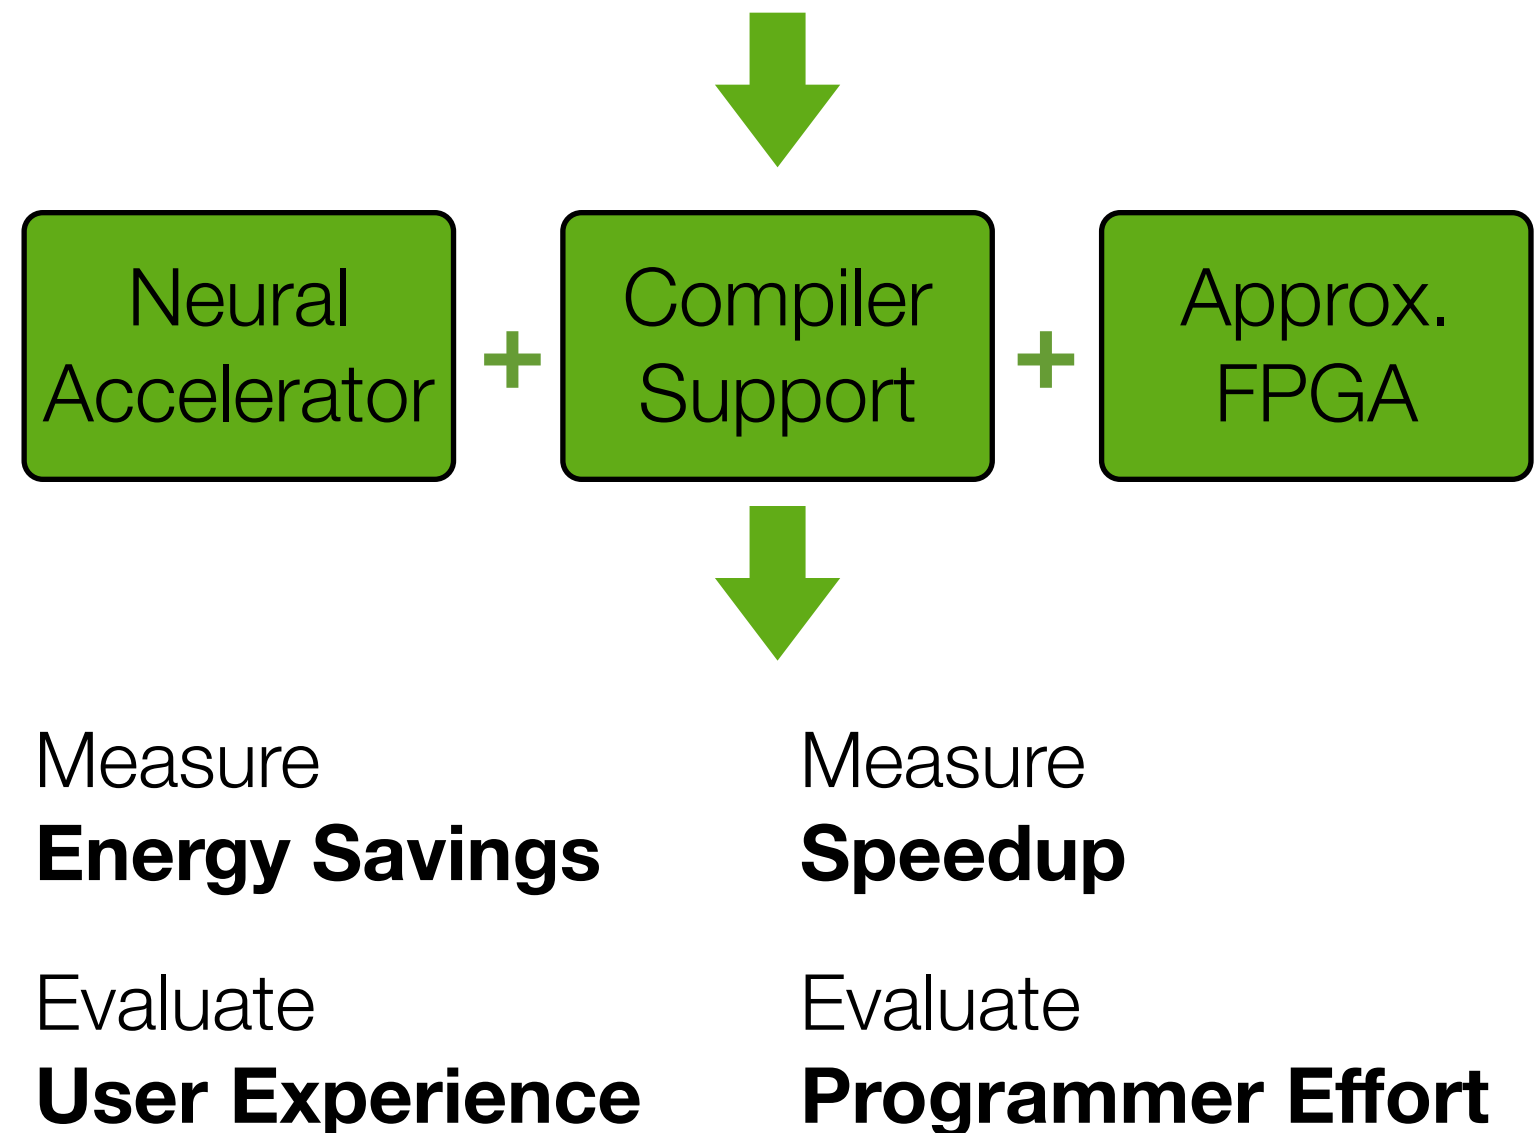 Neural
Accelerator
+
Compiler
Support
+
Approx.
FPGA
Measure
Energy Savings
Measure
Speedup
Evaluate
User Experience
Evaluate
Programmer Effort